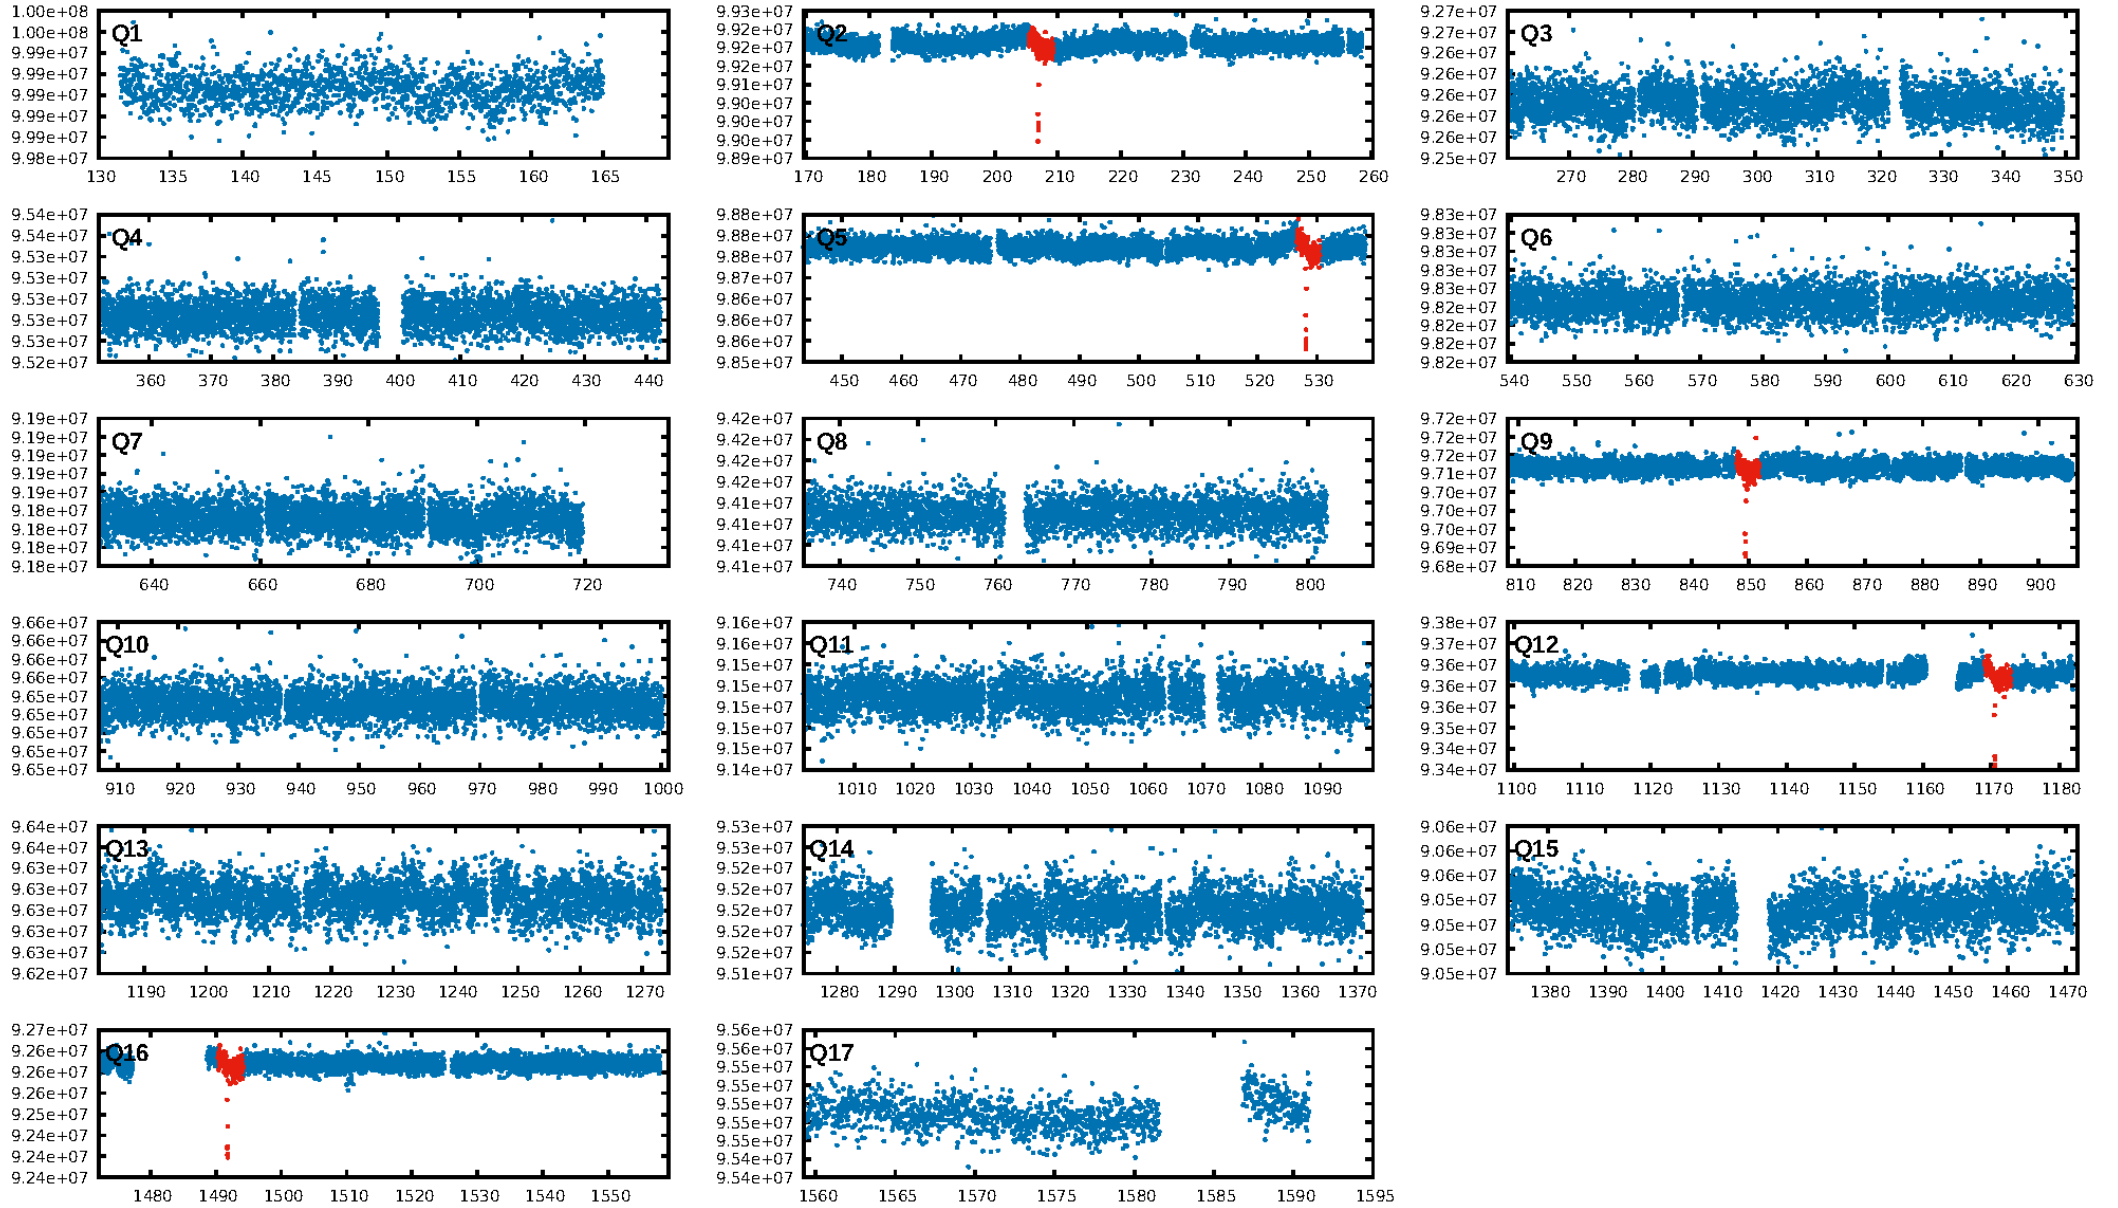 Q1
1.00e+08
1.00e+08
9.99e+07
9.99e+07
9.99e+07
9.99e+07
9.99e+07
9.98e+07
130 135 140 145 150 155 160 165
Q2
9.93e+07
9.92e+07
9.92e+07
9.92e+07
9.91e+07
9.90e+07
9.90e+07
9.90e+07
9.89e+07
170 180 190 200 210 220 230 240 250 260
Q3
9.27e+07
9.27e+07
9.26e+07
9.26e+07
9.26e+07
9.26e+07
9.26e+07
9.25e+07
270 280 290 300 310 320 330 340 350
Q4
9.54e+07
9.54e+07
9.53e+07
9.53e+07
9.53e+07
9.53e+07
9.53e+07
9.52e+07
360 370 380 390 400 410 420 430 440
Q5
9.88e+07
9.88e+07
9.88e+07
9.87e+07
9.86e+07
9.86e+07
9.86e+07
9.85e+07
450 460 470 480 490 500 510 520 530
Q6
9.83e+07
9.83e+07
9.83e+07
9.83e+07
9.83e+07
9.82e+07
9.82e+07
9.82e+07
9.82e+07
540 550 560 570 580 590 600 610 620 630
Q7
9.19e+07
9.19e+07
9.19e+07
9.19e+07
9.19e+07
9.18e+07
9.18e+07
9.18e+07
9.18e+07
640 660 680 700 720
Q8
9.42e+07
9.42e+07
9.42e+07
9.42e+07
9.41e+07
9.41e+07
9.41e+07
9.41e+07
740 750 760 770 780 790 800
Q9
9.72e+07
9.72e+07
9.72e+07
9.71e+07
9.70e+07
9.70e+07
9.70e+07
9.69e+07
9.68e+07
810 820 830 840 850 860 870 880 890 900
Q10
9.66e+07
9.66e+07
9.66e+07
9.66e+07
9.65e+07
9.65e+07
9.65e+07
9.65e+07
9.65e+07
910 920 930 940 950 960 970 980 990 1000
Q11
9.16e+07
9.16e+07
9.15e+07
9.15e+07
9.15e+07
9.15e+07
9.15e+07
9.14e+07
1010 1020 1030 1040 1050 1060 1070 1080 1090
Q12
9.38e+07
9.37e+07
9.36e+07
9.36e+07
9.36e+07
9.35e+07
9.34e+07
9.34e+07
1100 1110 1120 1130 1140 1150 1160 1170 1180
Q13
9.64e+07
9.64e+07
9.63e+07
9.63e+07
9.63e+07
9.63e+07
9.63e+07
9.62e+07
1190 1200 1210 1220 1230 1240 1250 1260 1270
Q14
9.53e+07
9.53e+07
9.52e+07
9.52e+07
9.52e+07
9.52e+07
9.52e+07
9.51e+07
1280 1290 1300 1310 1320 1330 1340 1350 1360 1370
Q15
9.06e+07
9.06e+07
9.06e+07
9.05e+07
9.05e+07
9.05e+07
9.05e+07
1380 1390 1400 1410 1420 1430 1440 1450 1460 1470
Q16
9.27e+07
9.26e+07
9.26e+07
9.26e+07
9.25e+07
9.24e+07
9.24e+07
9.24e+07
1480 1490 1500 1510 1520 1530 1540 1550
Q17
9.56e+07
9.56e+07
9.55e+07
9.55e+07
9.55e+07
9.55e+07
9.55e+07
9.54e+07
9.54e+07
1560 1565 1570 1575 1580 1585 1590 1595